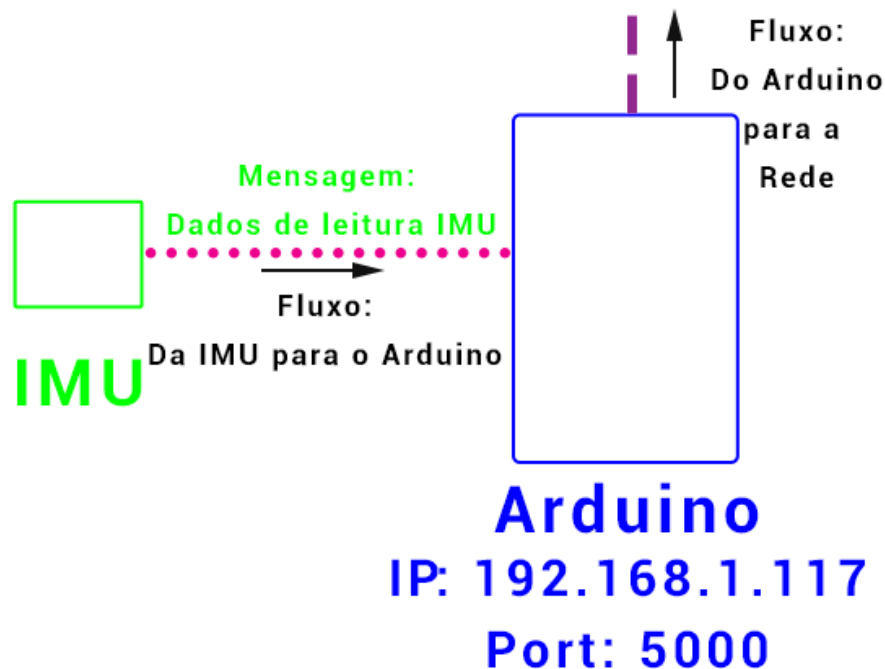 Fluxo:
Do Arduino
para a
Rede
Mensagem:
Dados de leitura IMU
Fluxo:
Da IMU para o Arduino
IMU
Arduino
IP: 192.168.1.117
Port: 5000